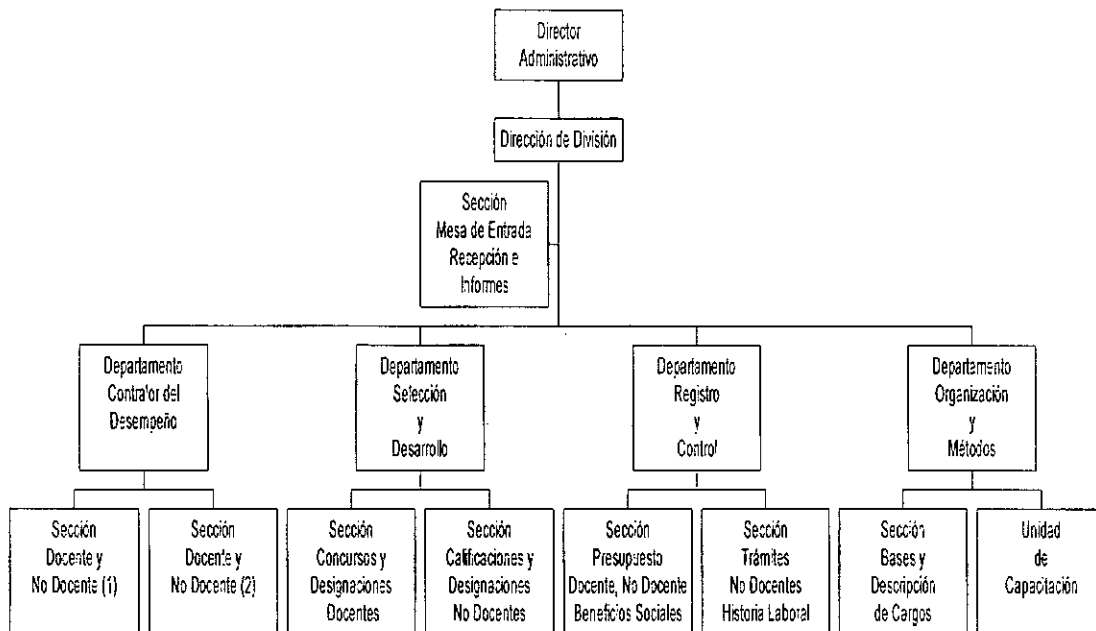 Director
Administrativo
Dirección de División
Sección
Mesa de Entrada
Recepción e
Informes
Departamento
Contralor del
Desempeño
Departamento
Selección
y
Desarrollo
Departamento
Registro
y
Control
Departamento
Organización
y
Métodos
Sección
Docente y
No Docente (1)
Sección
Docente y
No Docente (2)
Sección
Concursos y
Designaciones
Docentes
Sección
Calificaciones y
Designaciones
No Docentes
Sección
Presupuesto
Docente, No Docente
Beneficios Sociales
Sección
Trámites
No Docentes
Historia Laboral
Sección
Bases y
Descripción
de Cargos
Unidad
de
Capacitación